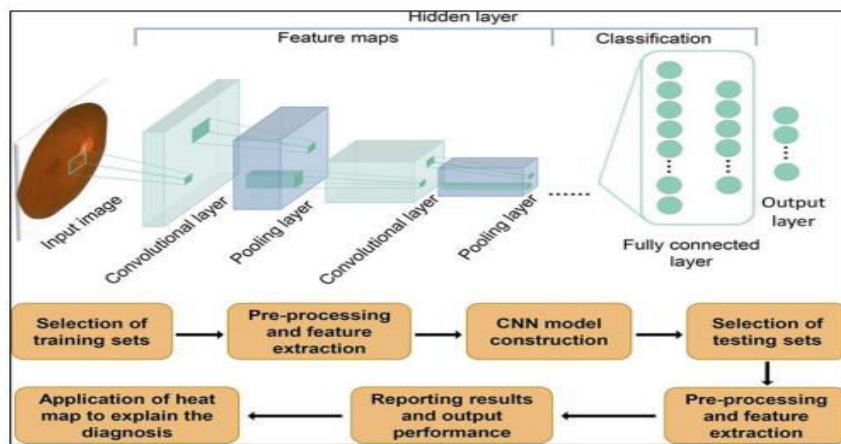 Hidden layer
Feature maps
Classification
Input image
Convolutional layer
Pooling layer
Convolutional layer
Pooling layer
Fully connected
layer
Output
layer
Selection of
training sets
Pre-processing
and feature
extraction
CNN model
construction
Selection of
testing sets
Pre-processing
and feature
extraction
Reporting results
and output
performance
Application of heat
map to explain the
diagnosis